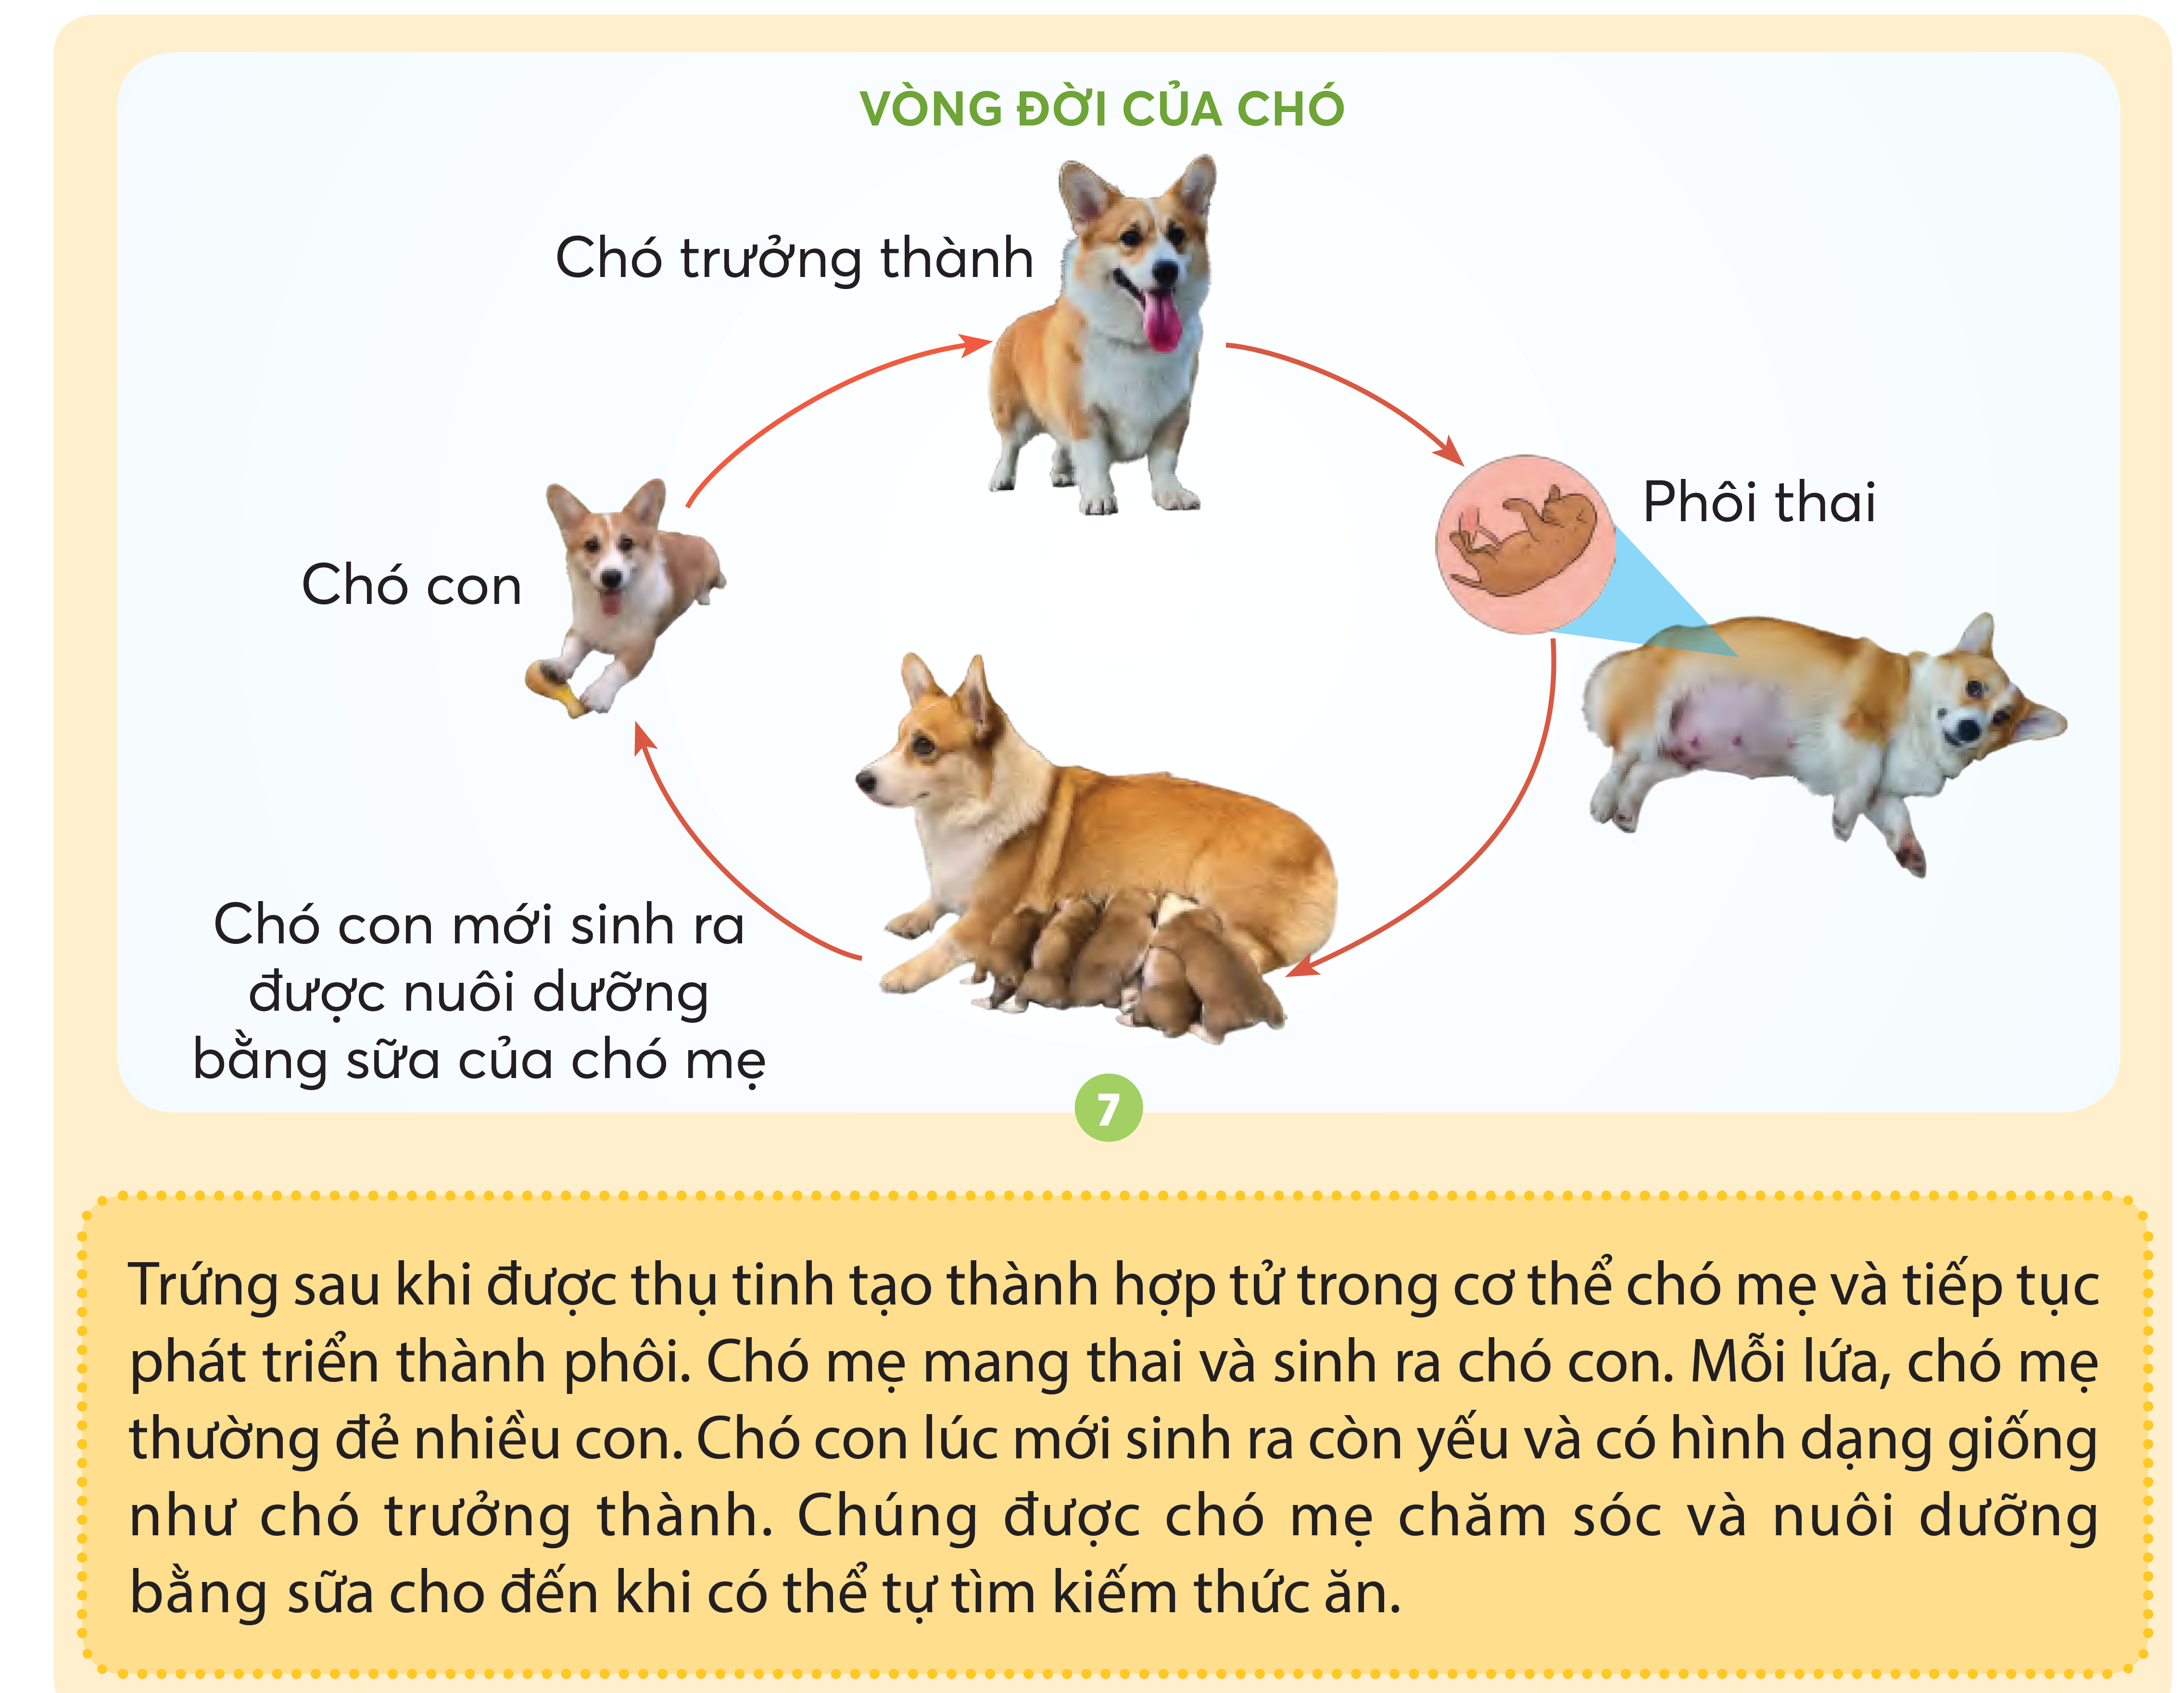 VÒNG ĐỜI CỦA CHÓ
Chó trưởng thành
Phôi thai
Chó con
Chó con mới sinh ra
được nuôi dưỡng
bằng sữa của chó mẹ
7
Trứng sau khi được thụ tinh tạo thành hợp tử trong cơ thể chó mẹ và tiếp tục
phát triển thành phôi. Chó mẹ mang thai và sinh ra chó con. Mỗi lứa, chó mẹ
thường đẻ nhiều con. Chó con lúc mới sinh ra còn yếu và có hình dạng giống
như chó trưởng thành. Chúng được chó mẹ chăm sóc và nuôi dưỡng
bằng sữa cho đến khi có thể tự tìm kiếm thức ăn.